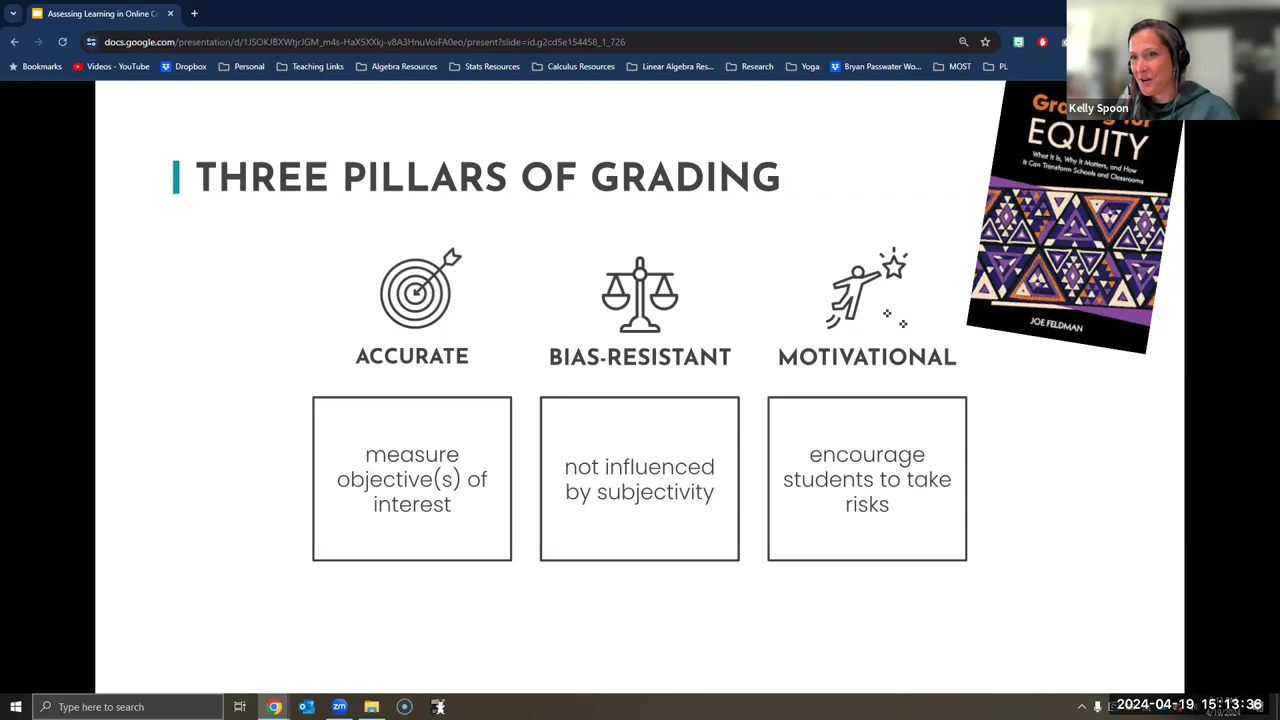 Assessing Learning in Online Co
docs.google.com/presentation/d/1JSOKJBXWtjrJGM_m4s-HaX5YKkj-v8A3HnuVoiFA0eo/present?slide=id.g2cd5e154458_1_726
Bookmarks
Videos - YouTube
Dropbox
Personal
Teaching Links
Algebra Resources
Stats Resources
Calculus Resources
Linear Algebra Res...
Research
Yoga
Bryan Passwater Wo...
MOST
PL
Kelly Spoon
EQUITY
What It Is, Why It Matters, and How
It Can Transform Schools and Classrooms
JOE FELDMAN
THREE PILLARS OF GRADING
ACCURATE
BIAS-RESISTANT
MOTIVATIONAL
measure
objective(s) of
interest
not influenced
by subjectivity
encourage
students to take
risks
Type here to search
zm
2024-04-19 15:13:36